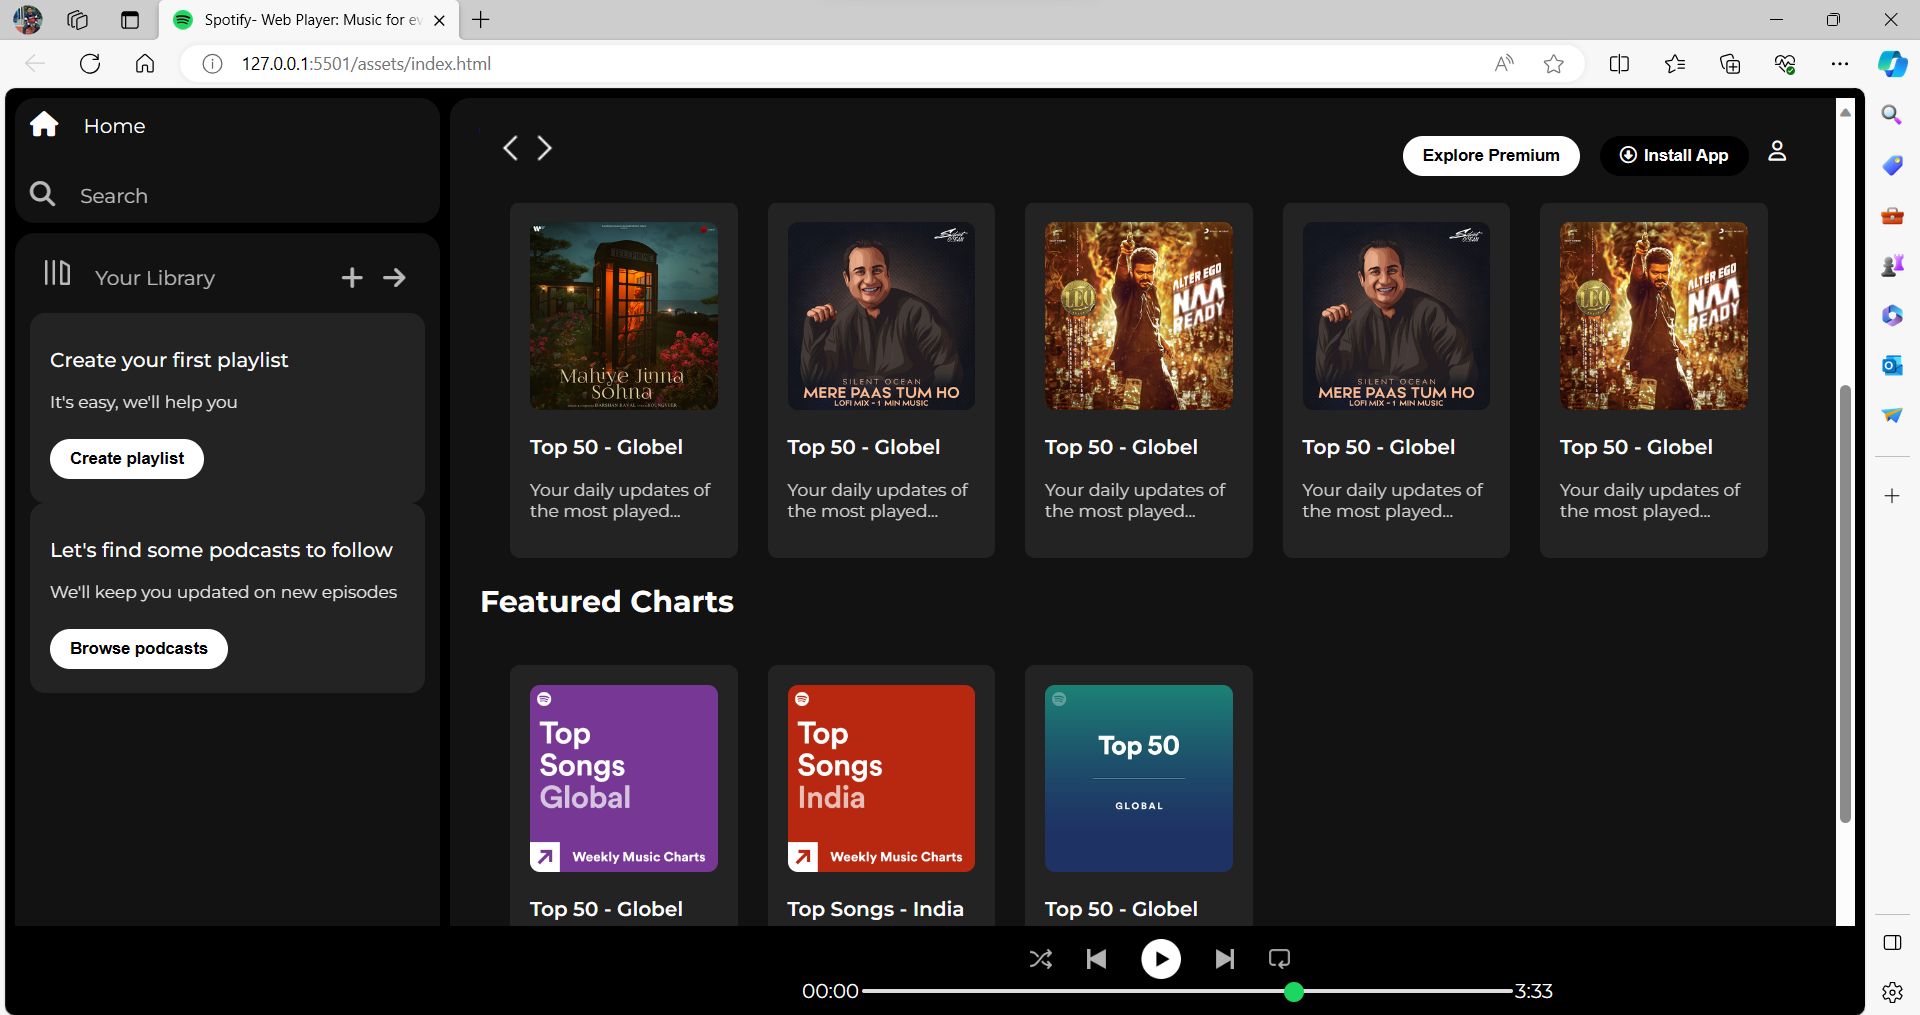 Spotify- Web Player: Music for ev
127.0.0.1:5501/assets/index.html
Home
Search
Your Library
Create your first playlist
It's easy, we'll help you
Create playlist
Let's find some podcasts to follow
We'll keep you updated on new episodes
Browse podcasts
Explore Premium
Install App
Mahiye Jinna
Sohna
Top 50 - Globel
Your daily updates of
the most played...
Silent
OCEAN
SILENT OCEAN
MERE PAAS TUM HO
LOFI MIX - 1 MIN MUSIC
Top 50 - Globel
Your daily updates of
the most played...
LEO
ALTER EGO
NAA
READY
Top 50 - Globel
Your daily updates of
the most played...
Silent
OCEAN
SILENT OCEAN
MERE PAAS TUM HO
LOFI MIX - 1 MIN MUSIC
Top 50 - Globel
Your daily updates of
the most played...
LEO
ALTER EGO
NAA
READY
Top 50 - Globel
Your daily updates of
the most played...
Featured Charts
Top
Songs
Global
Weekly Music Charts
Top 50 - Globel
Top
Songs
India
Weekly Music Charts
Top Songs - India
Top 50
GLOBAL
Top 50 - Globel
00:00
3:33